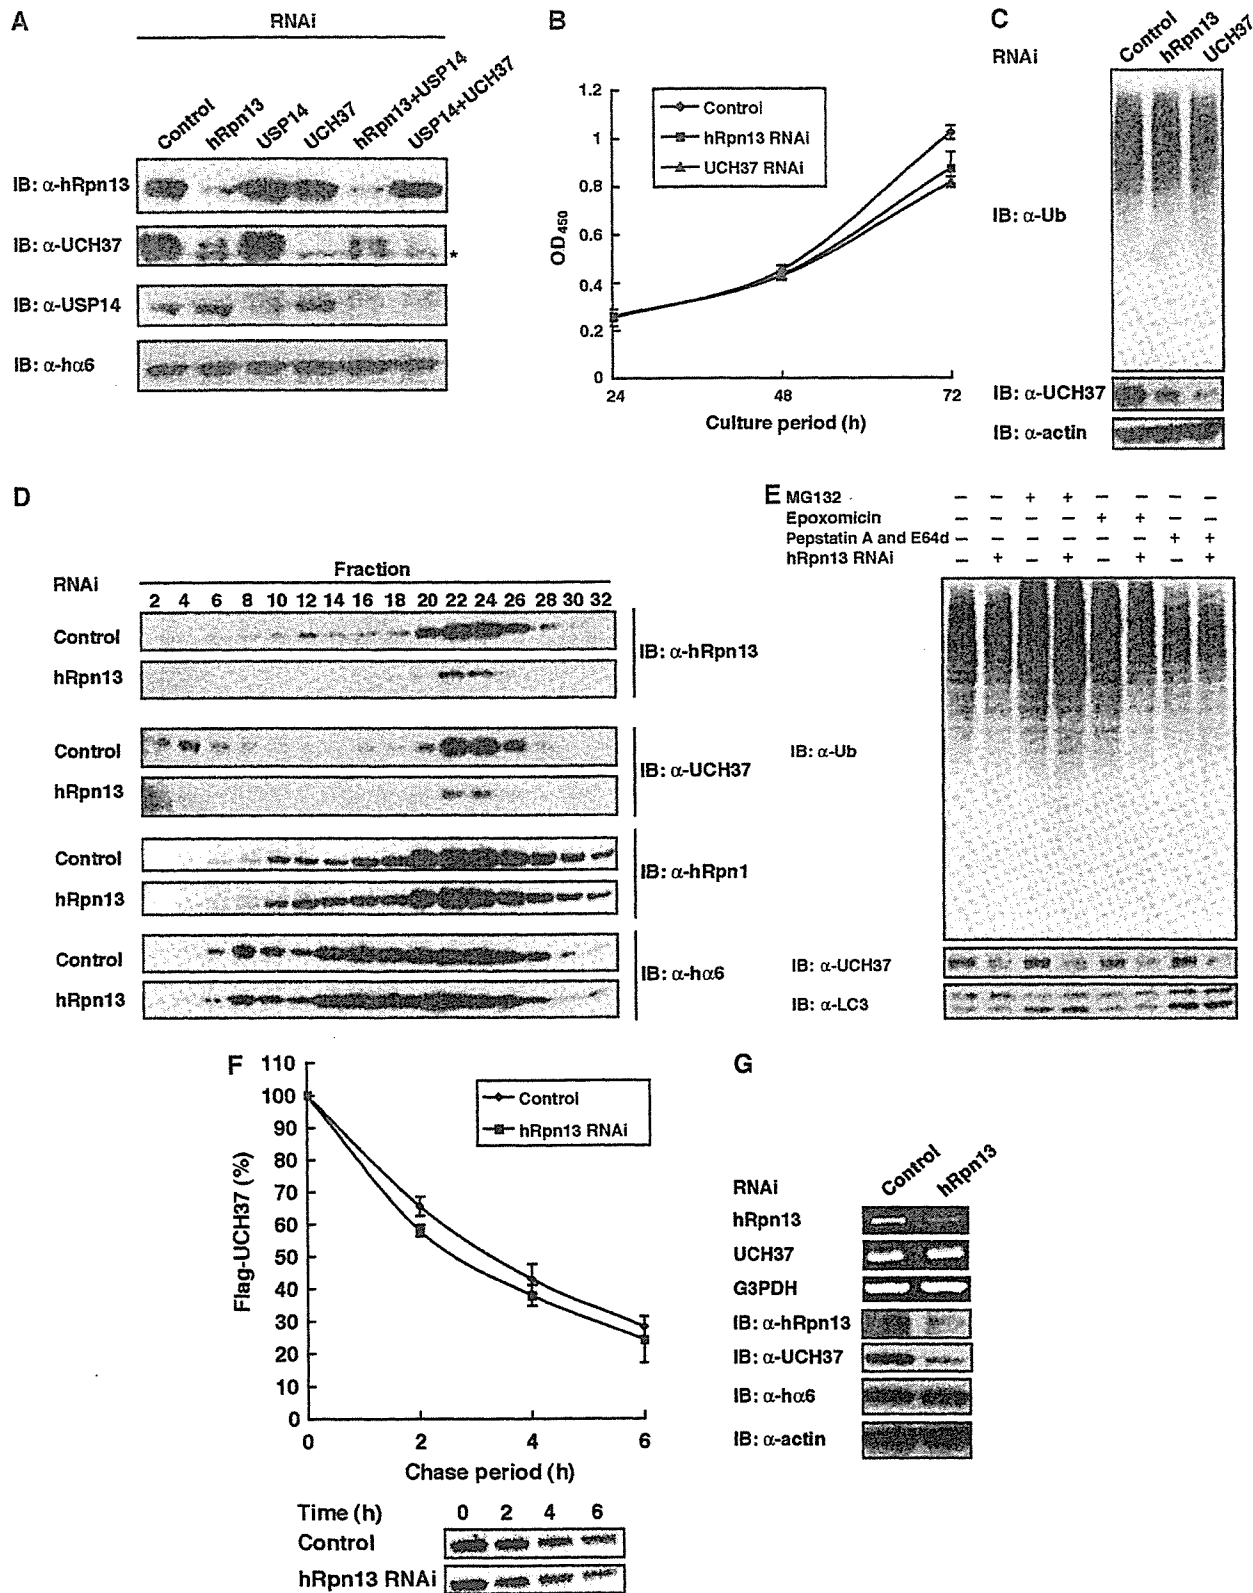 A
RNAi
Control hRpn13 USP14 UCH37 hRpn13+USP14 USP14+UCH37
IB: α-hRpn13
IB: α-UCH37
*
IB: α-USP14
IB: α-hα6
B
1.2
1
0.8
0.6
0.4
0.2
0
OD450
Control
hRpn13 RNAi
UCH37 RNAi
24 48 72
Culture period (h)
C
RNAi
Control hRpn13 UCH37
IB: α-Ub
IB: α-UCH37
IB: α-actin
D
RNAi
Fraction
2 4 6 8 10 12 14 16 18 20 22 24 26 28 30 32
Control
hRpn13
IB: α-hRpn13
Control
hRpn13
IB: α-UCH37
Control
hRpn13
IB: α-hRpn1
Control
hRpn13
IB: α-hα6
E
MG132 – – + + – – – –
Epoxomicin – – – – + + – –
Pepstatin A and E64d – – – – – – + +
hRpn13 RNAi – + – + – + – +
IB: α-Ub
IB: α-UCH37
IB: α-LC3
F
110
100
90
80
70
60
50
40
30
20
10
0
Flag-UCH37 (%)
Control
hRpn13 RNAi
0 2 4 6
Chase period (h)
Time (h) 0 2 4 6
Control
hRpn13 RNAi
G
RNAi
Control hRpn13
hRpn13
UCH37
G3PDH
IB: α-hRpn13
IB: α-UCH37
IB: α-hα6
IB: α-actin